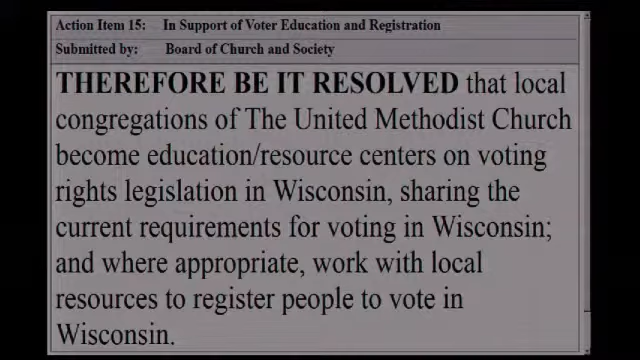 Action Item 15: In Support of Voter Education and Registration
Submitted by: Board of Church and Society
THEREFORE BE IT RESOLVED that local
congregations of The United Methodist Church
become education/resource centers on voting
rights legislation in Wisconsin, sharing the
current requirements for voting in Wisconsin;
and where appropriate, work with local
resources to register people to vote in
Wisconsin.